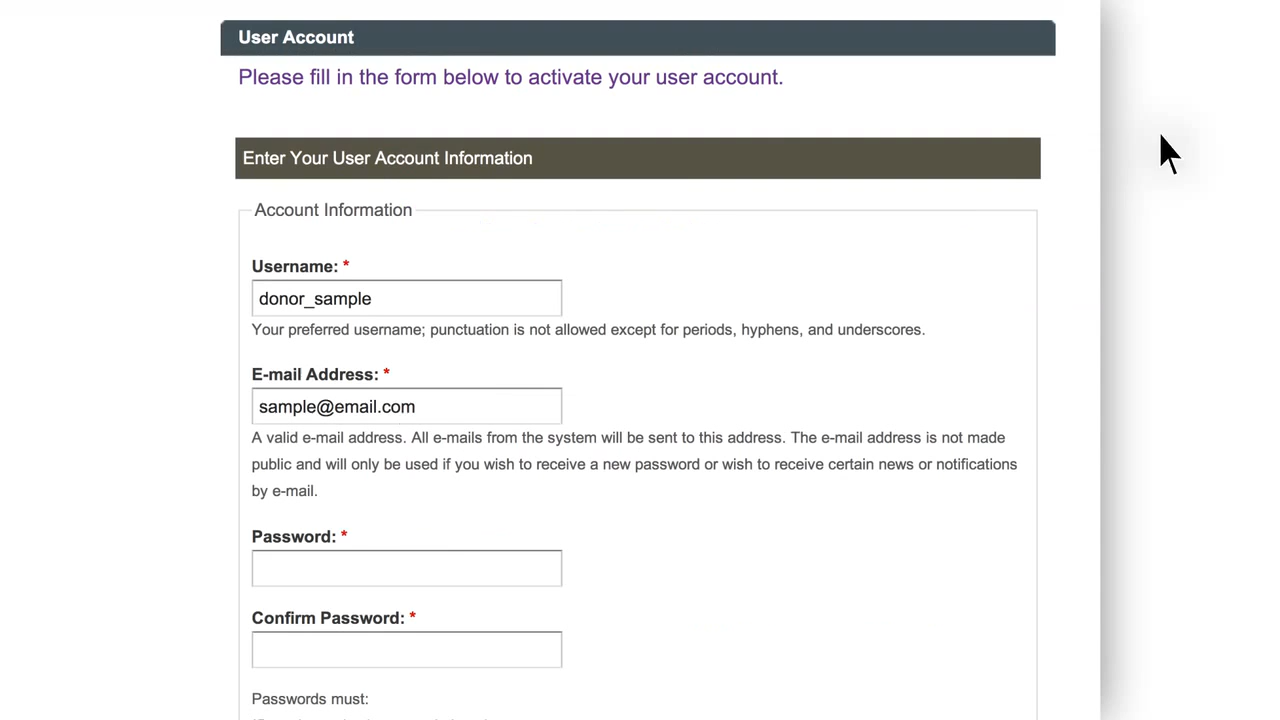 User Account
Please fill in the form below to activate your user account.
Enter Your User Account Information
Account Information
Username: *
donor_sample
Your preferred username; punctuation is not allowed except for periods, hyphens, and underscores.
E-mail Address: *
sample@email.com
A valid e-mail address. All e-mails from the system will be sent to this address. The e-mail address is not made
public and will only be used if you wish to receive a new password or wish to receive certain news or notifications
by e-mail.
Password: *
Confirm Password: *
Passwords must: